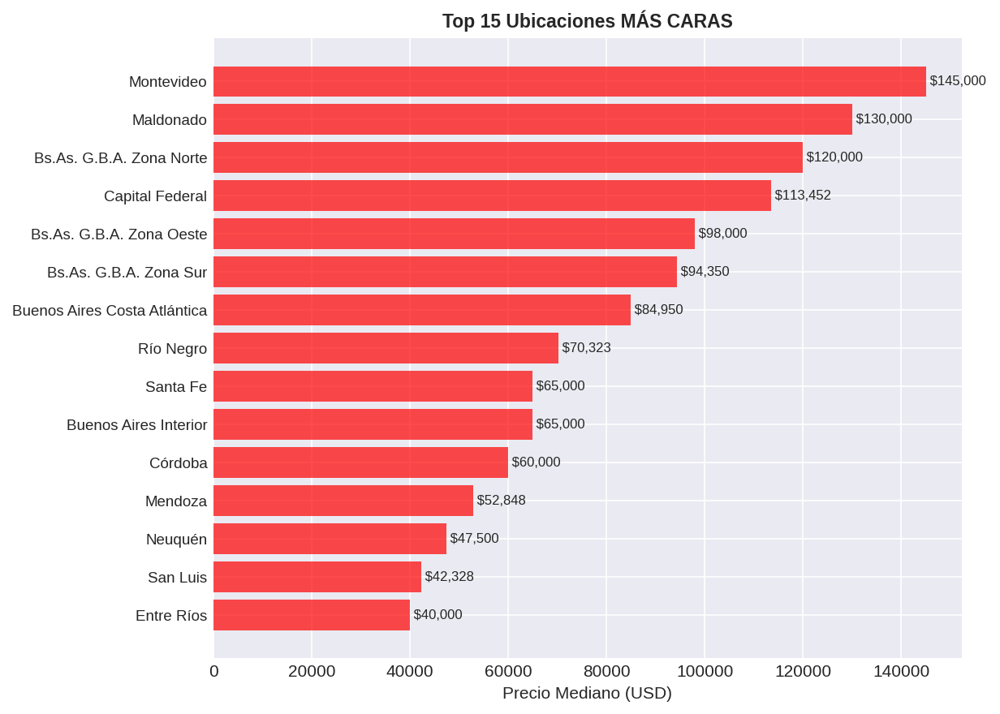 Top 15 Ubicaciones MÁS CARAS
Montevideo $145,000
Maldonado $130,000
Bs.As. G.B.A. Zona Norte $120,000
Capital Federal $113,452
Bs.As. G.B.A. Zona Oeste $98,000
Bs.As. G.B.A. Zona Sur $94,350
Buenos Aires Costa Atlántica $84,950
Río Negro $70,323
Santa Fe $65,000
Buenos Aires Interior $65,000
Córdoba $60,000
Mendoza $52,848
Neuquén $47,500
San Luis $42,328
Entre Ríos $40,000
0 20000 40000 60000 80000 100000 120000 140000
Precio Mediano (USD)